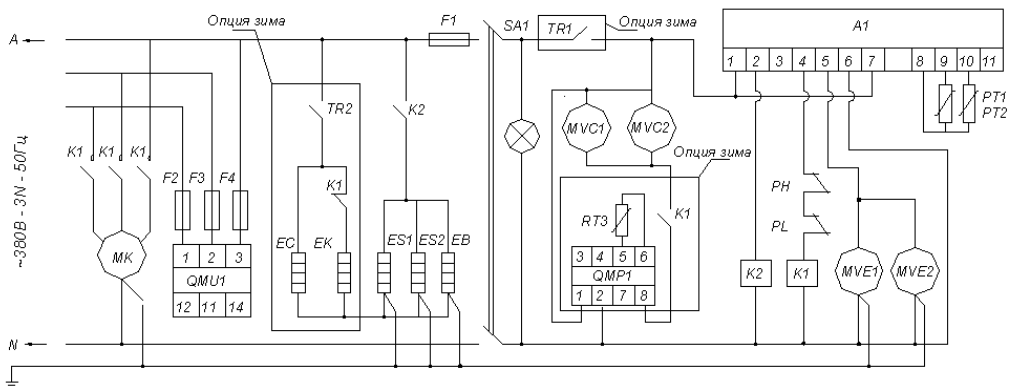 Опция зима
F1
SA1
TR1
Опция зима
A1
A
1 2 3 4 5 6 7 8 9 10 11
TR2
K2
PT1
PT2
MVC1
MVC2
Опция зима
K1 K1 K1
F2 F3 F4
K1
PH
RT3
K1
PL
~380В - 3N - 50Гц
MK
1 2 3
QMU1
12 11 14
EC
EK
ES1
ES2
EB
3 4 5 6
QMP1
1 2 7 8
K2
K1
MVE1
MVE2
N